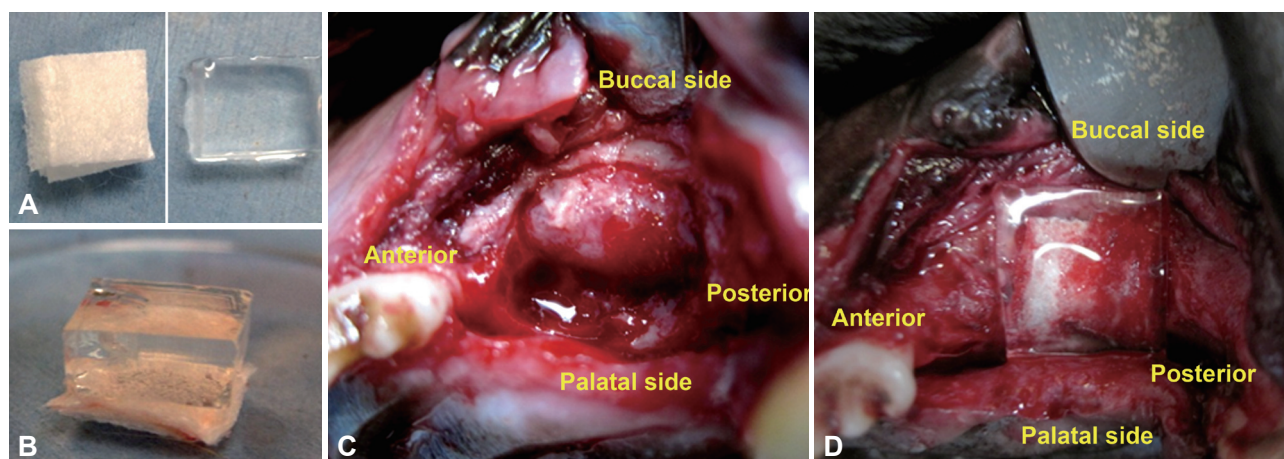 A
B
Buccal side
Anterior
Posterior
Palatal side
C
Buccal side
Anterior
Posterior
Palatal side
D